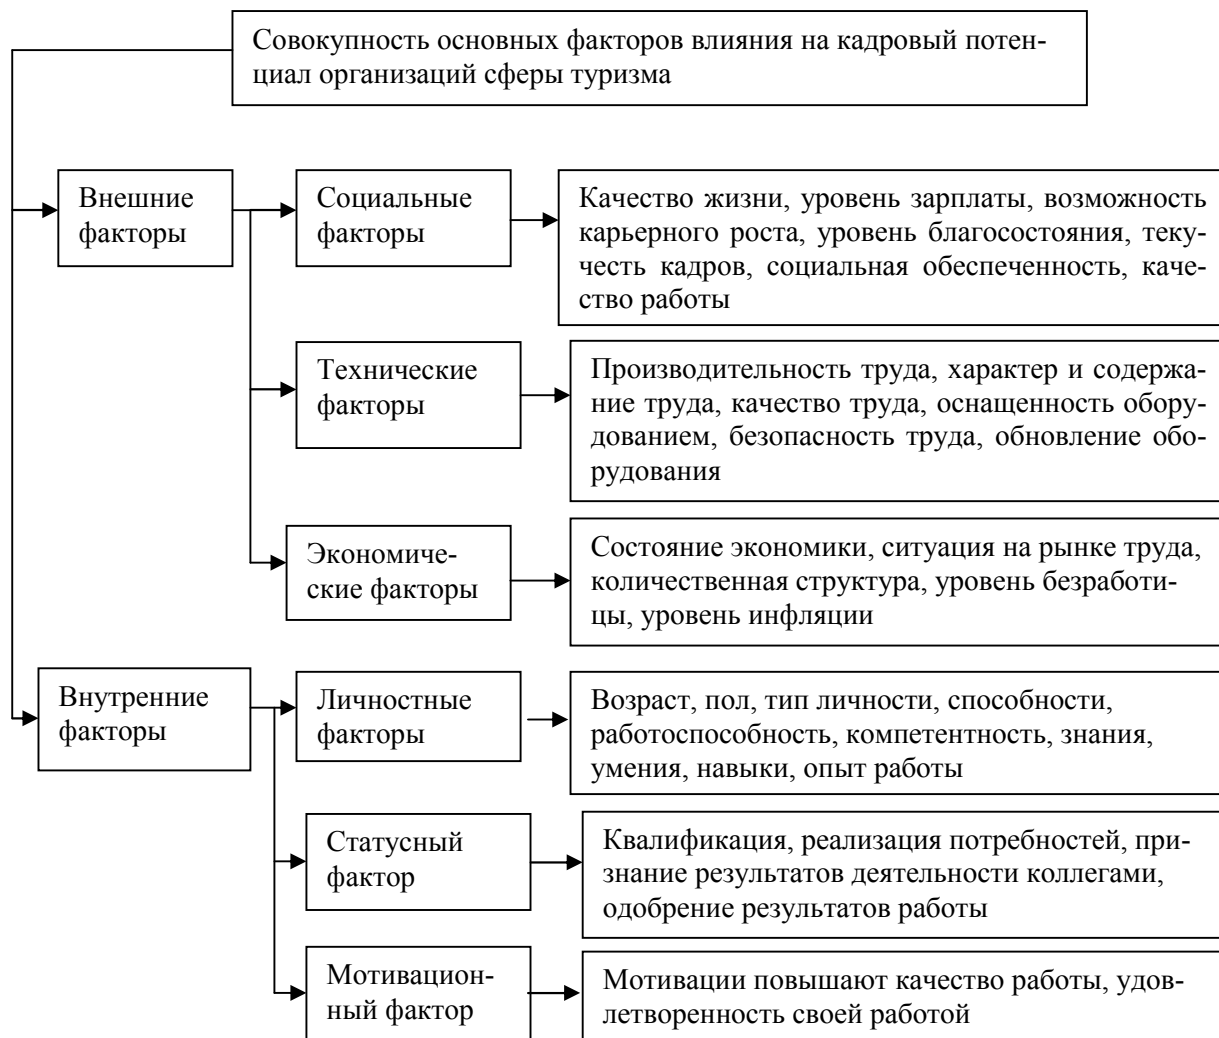 Совокупность основных факторов влияния на кадровый потен-
циал организаций сферы туризма
Внешние
факторы
Социальные
факторы
Качество жизни, уровень зарплаты, возможность
карьерного роста, уровень благосостояния, теку-
честь кадров, социальная обеспеченность, каче-
ство работы
Технические
факторы
Производительность труда, характер и содержа-
ние труда, качество труда, оснащенность обору-
дованием, безопасность труда, обновление обо-
рудования
Экономиче-
ские факторы
Состояние экономики, ситуация на рынке труда,
количественная структура, уровень безработи-
цы, уровень инфляции
Внутренние
факторы
Личностные
факторы
Возраст, пол, тип личности, способности,
работоспособность, компетентность, знания,
умения, навыки, опыт работы
Статусный
фактор
Квалификация, реализация потребностей, при-
знание результатов деятельности коллегами,
одобрение результатов работы
Мотивацион-
ный фактор
Мотивации повышают качество работы, удов-
летворенность своей работой